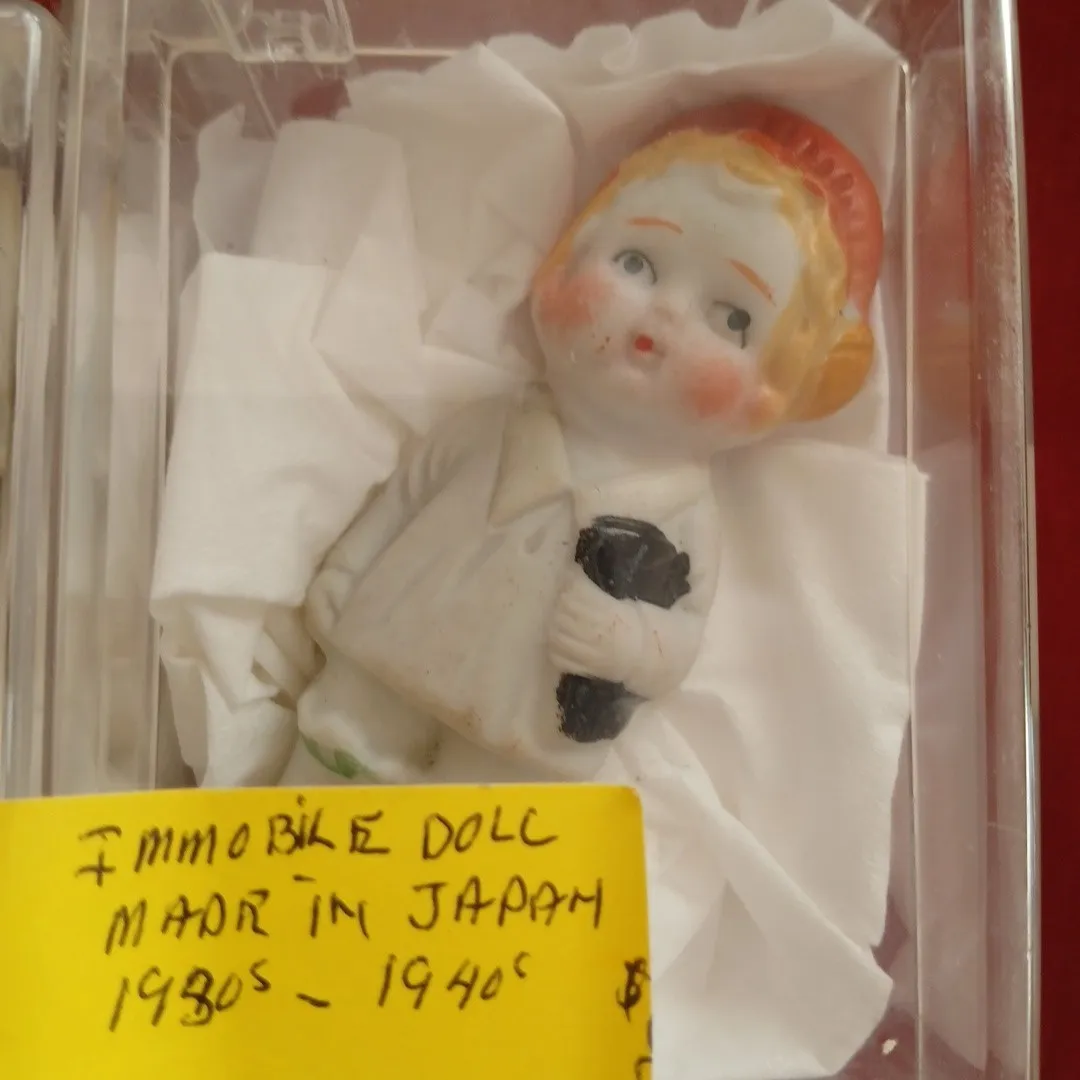 IMMOBILE DOLL
MADE IN JAPAN
1930s - 1940s
$